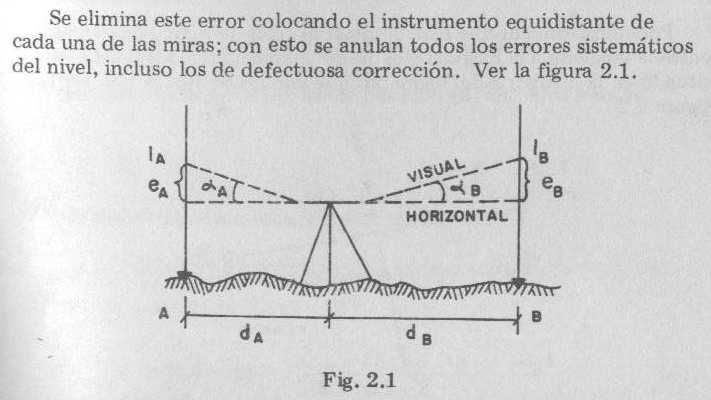 Se elimina este error colocando el instrumento equidistante de
cada una de las miras; con esto se anulan todos los errores sistemáticos
del nivel, incluso los de defectuosa corrección. Ver la figura 2.1.
lA
lB
VISUAL
eA
αA
αB
eB
HORIZONTAL
A
B
dA
dB
Fig. 2.1